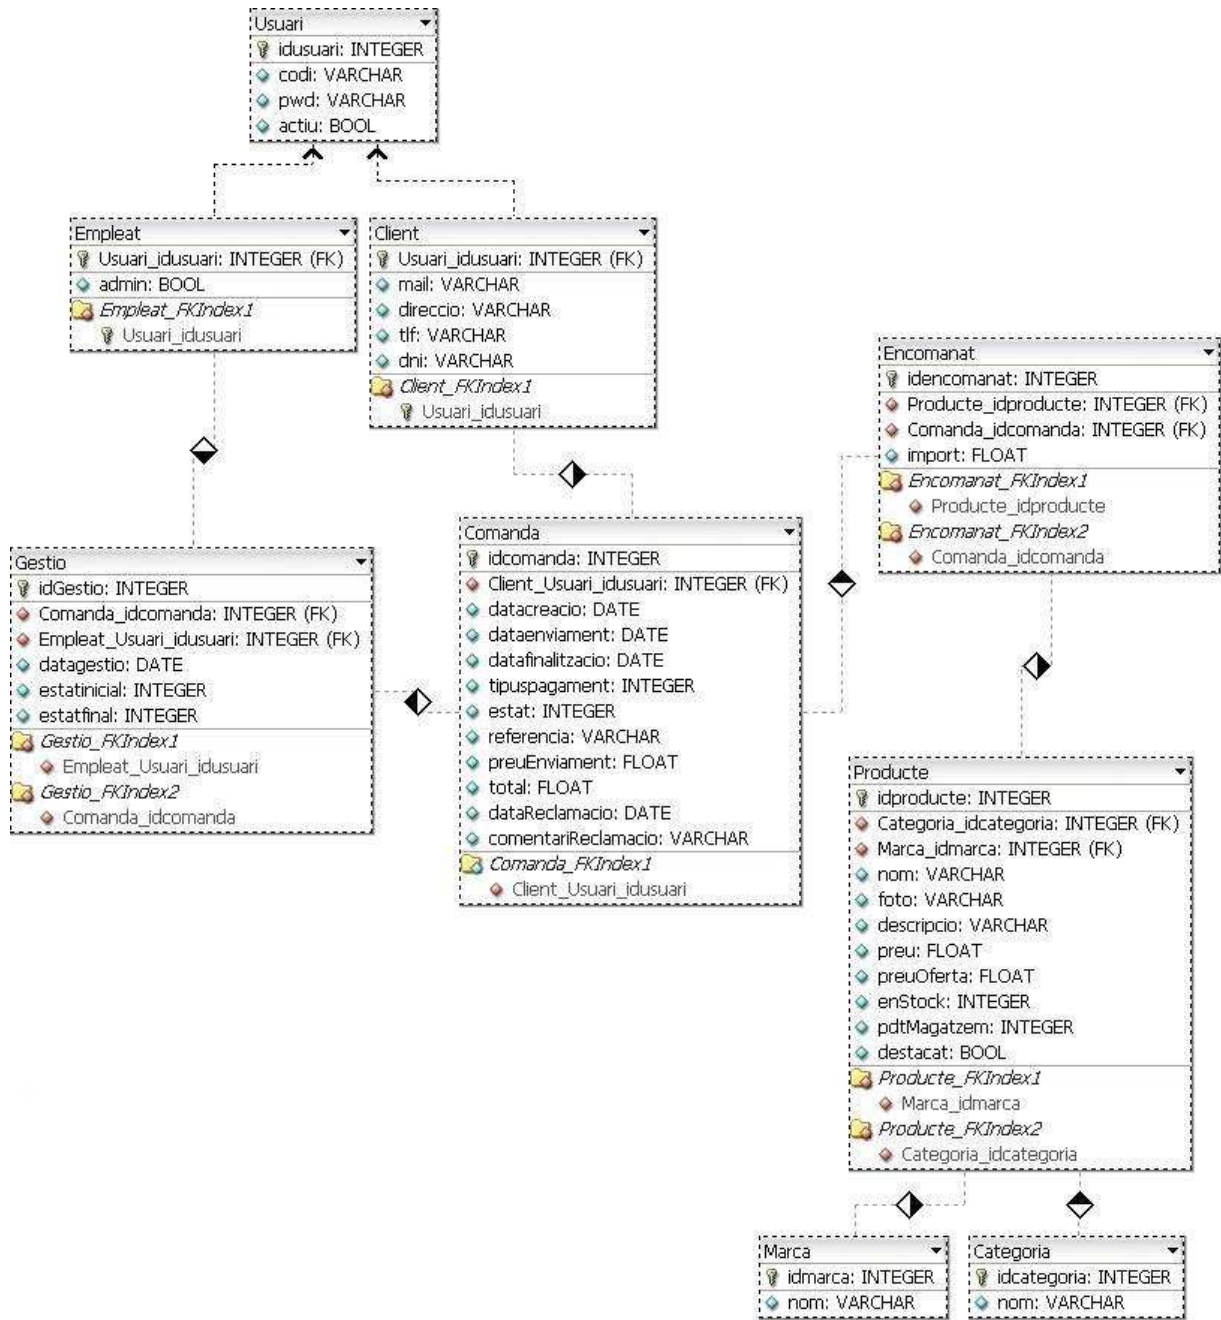 Usuari
idusuari: INTEGER
codi: VARCHAR
pwd: VARCHAR
actiu: BOOL
Empleat
Usuari_idusuari: INTEGER (FK)
admin: BOOL
Empleat_FKIndex1
Usuari_idusuari
Client
Usuari_idusuari: INTEGER (FK)
mail: VARCHAR
direccio: VARCHAR
tlf: VARCHAR
dni: VARCHAR
Client_FKIndex1
Usuari_idusuari
Encomanat
idencomanat: INTEGER
Producte_idproducte: INTEGER (FK)
Comanda_idcomanda: INTEGER (FK)
import: FLOAT
Encomanat_FKIndex1
Producte_idproducte
Encomanat_FKIndex2
Comanda_idcomanda
Gestio
idGestio: INTEGER
Comanda_idcomanda: INTEGER (FK)
Empleat_Usuari_idusuari: INTEGER (FK)
datagestio: DATE
estatinicial: INTEGER
estatfinal: INTEGER
Gestio_FKIndex1
Empleat_Usuari_idusuari
Gestio_FKIndex2
Comanda_idcomanda
Comanda
idcomanda: INTEGER
Client_Usuari_idusuari: INTEGER (FK)
datacreacio: DATE
dataenviament: DATE
datafinalitzacio: DATE
tipuspagament: INTEGER
estat: INTEGER
referencia: VARCHAR
preuEnviament: FLOAT
total: FLOAT
dataReclamacio: DATE
comentariReclamacio: VARCHAR
Comanda_FKIndex1
Client_Usuari_idusuari
Producte
idproducte: INTEGER
Categoria_idcategoria: INTEGER (FK)
Marca_idmarca: INTEGER (FK)
nom: VARCHAR
foto: VARCHAR
descripcio: VARCHAR
preu: FLOAT
preuOferta: FLOAT
enStock: INTEGER
pdtMagatzem: INTEGER
destacat: BOOL
Producte_FKIndex1
Marca_idmarca
Producte_FKIndex2
Categoria_idcategoria
Marca
idmarca: INTEGER
nom: VARCHAR
Categoria
idcategoria: INTEGER
nom: VARCHAR